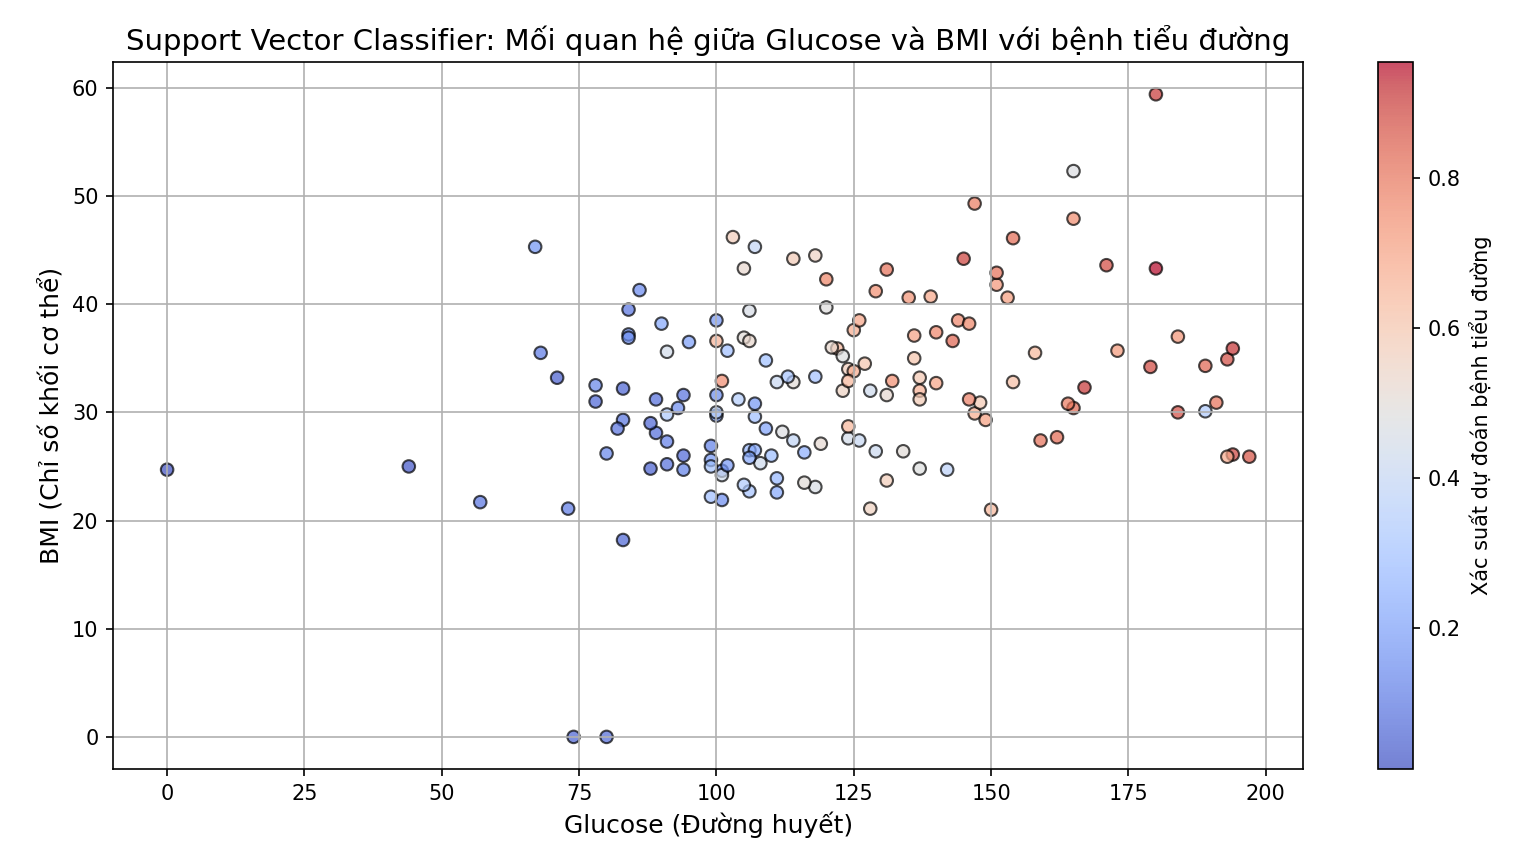 Support Vector Classifier: Mối quan hệ giữa Glucose và BMI với bệnh tiểu đường
60
50
40
30
20
10
0
BMI (Chỉ số khối cơ thể)
0 25 50 75 100 125 150 175 200
Glucose (Đường huyết)
0.8
0.6
0.4
0.2
Xác suất dự đoán bệnh tiểu đường